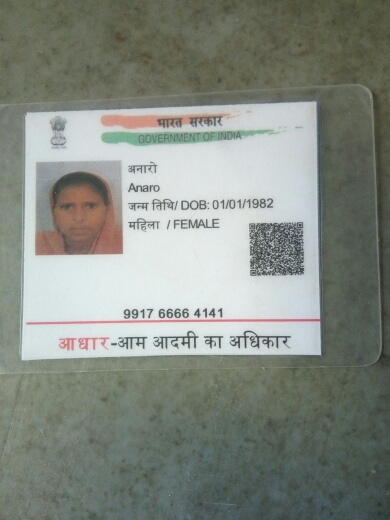 भारत सरकार
GOVERNMENT OF INDIA
अनारो
Anaro
जन्म तिथि/ DOB: 01/01/1982
महिला / FEMALE
9917 6666 4141
आधार-आम आदमी का अधिकार